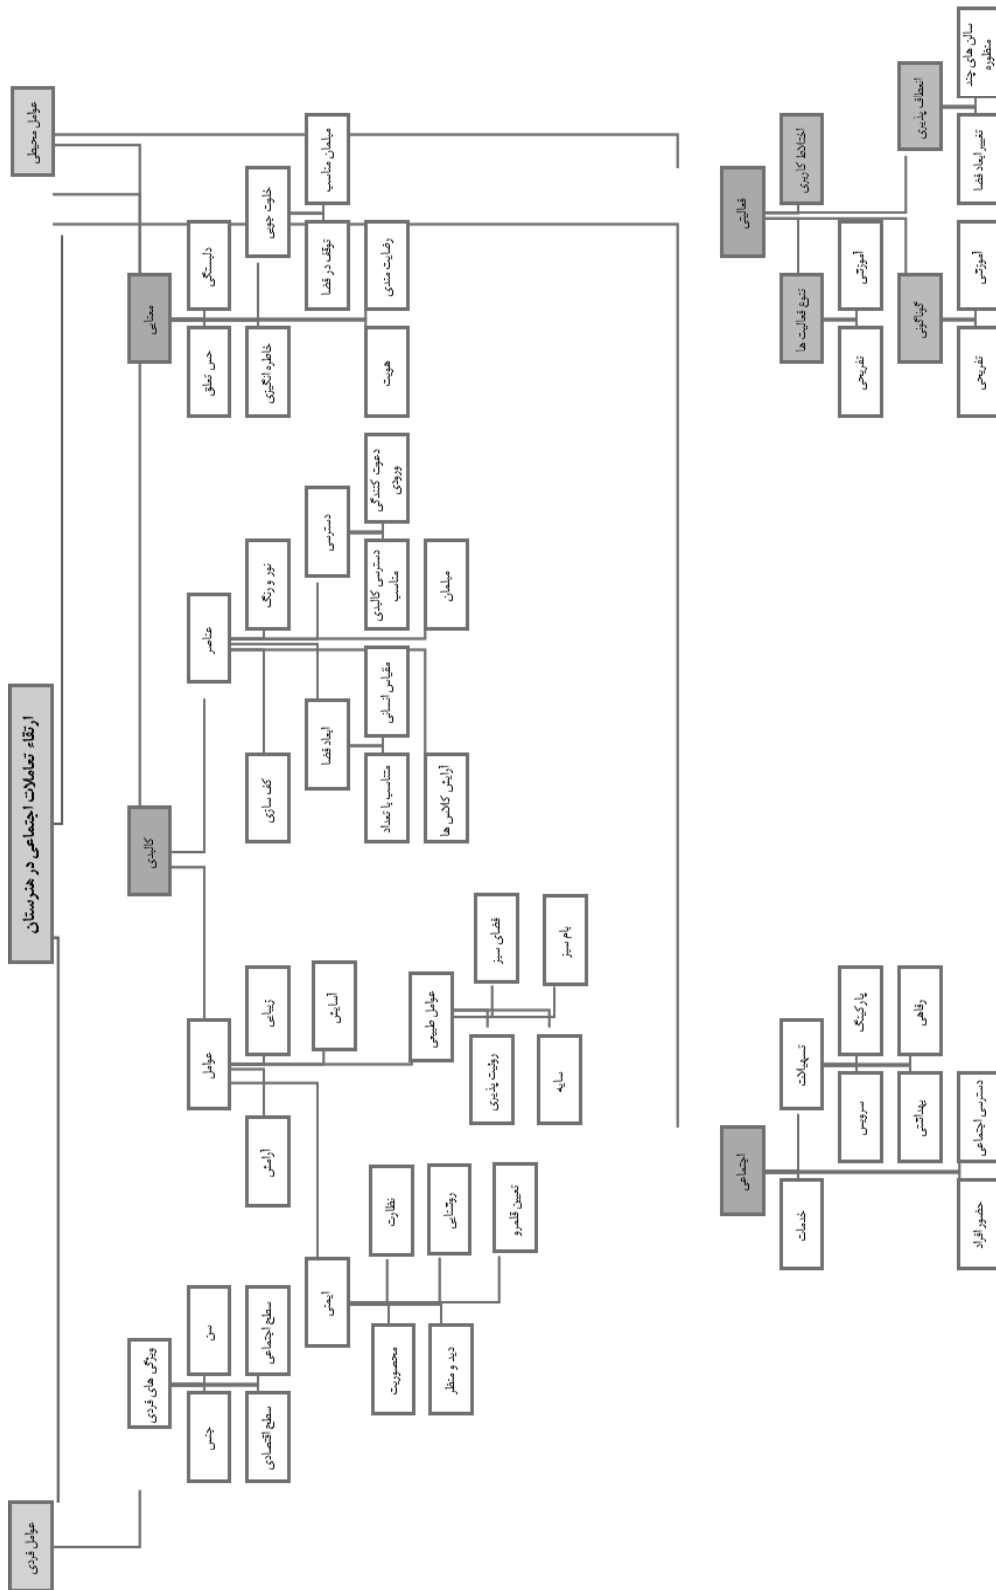 ارتقاء تعاملات اجتماعی در هنرستان
عوامل محیطی
عوامل فردی
معنایی
کالبدی
ویژگی های فردی
دلبستگی
حس تعلق
عناصر
عوامل
سن
جنس
خلوت جویی
خاطره انگیزی
نور و رنگ
کف سازی
زیبایی
آرامش
سطح اجتماعی
سطح اقتصادی
مبلمان مناسب
توقف در فضا
دسترسی
ابعاد فضا
آسایش
ایمنی
رضایت مندی
هویت
دعوت کنندگی
ورودی
دسترسی کالبدی
مناسب
مقیاس انسانی
متناسب با تعداد
نظارت
محصوریت
مبلمان
آرایش کلاس ها
عوامل طبیعی
روشنایی
دید و منظر
فضای سبز
روئیت پذیری
تعیین قلمرو
بام سبز
سایه
فعالیتی
اجتماعی
اختلاط کاربری
تنوع فعالیت ها
تسهیلات
خدمات
آموزشی
تفریحی
پارکینگ
سرویس
انعطاف پذیری
گوناگونی
رفاهی
بهداشتی
سالن های چند
منظوره
تغییر ابعاد فضا
آموزشی
تفریحی
دسترسی اجتماعی
حضور افراد